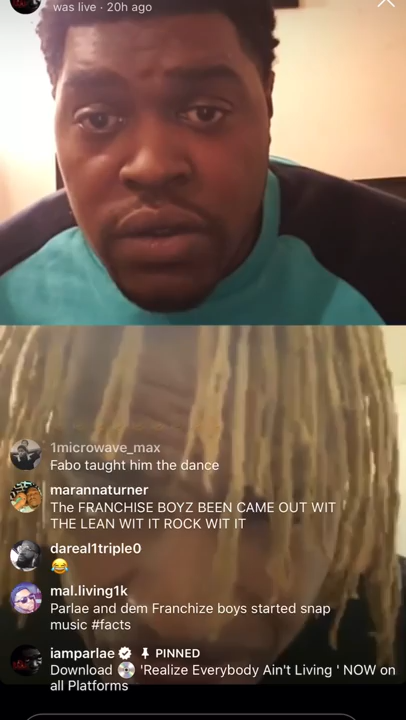 was live · 20h ago
1microwave_max
Fabo taught him the dance
marannaturner
The FRANCHISE BOYZ BEEN CAME OUT WIT
THE LEAN WIT IT ROCK WIT IT
dareal1triple0
😂
mal.living1k
Parlae and dem Franchize boys started snap
music #facts
iamparlae PINNED
Download 💿 'Realize Everybody Ain't Living ' NOW on
all Platforms